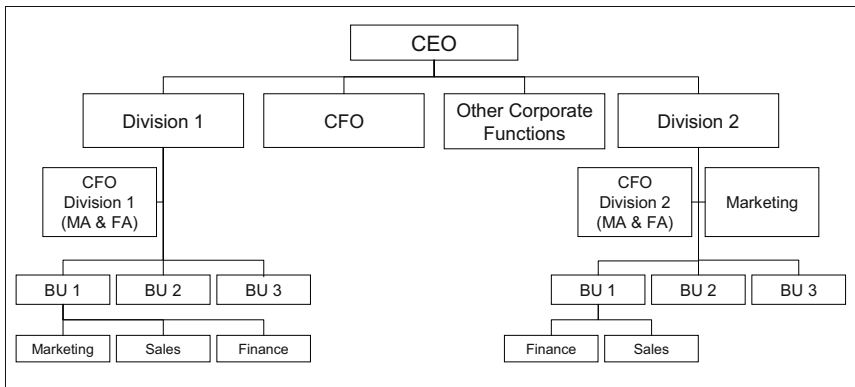 CEO
Division 1
CFO
Other Corporate
Functions
Division 2
CFO
Division 1
(MA & FA)
CFO
Division 2
(MA & FA)
Marketing
BU 1
BU 2
BU 3
BU 1
BU 2
BU 3
Marketing
Sales
Finance
Finance
Sales